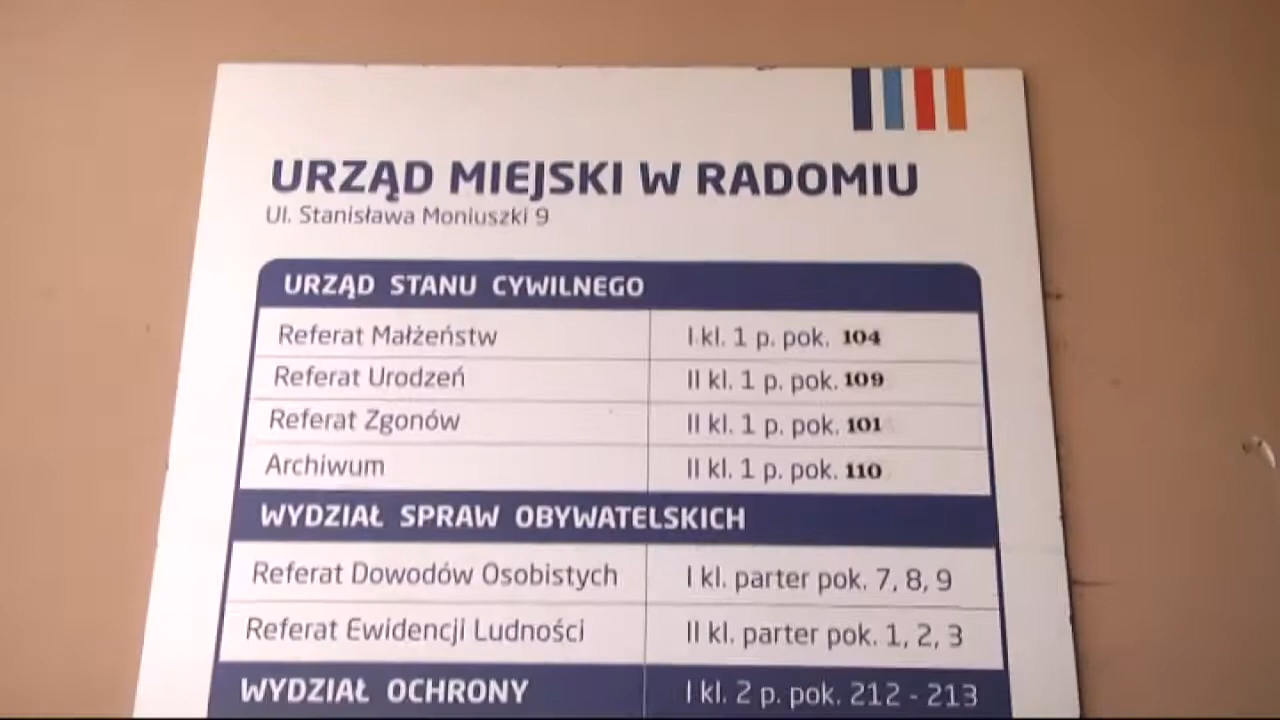 URZĄD MIEJSKI W RADOMIU
Ul. Stanisława Moniuszki 9
URZĄD STANU CYWILNEGO
Referat Małżeństw I kl. 1 p. pok. 104
Referat Urodzeń II kl. 1 p. pok. 109
Referat Zgonów II kl. 1 p. pok. 101
Archiwum II kl. 1 p. pok. 110
WYDZIAŁ SPRAW OBYWATELSKICH
Referat Dowodów Osobistych I kl. parter pok. 7, 8, 9
Referat Ewidencji Ludności II kl. parter pok. 1, 2, 3
WYDZIAŁ OCHRONY I kl. 2 p. pok. 212 - 213